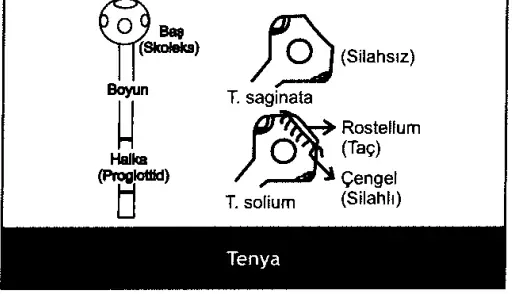 Baş
(Skoleks)
Boyun
Halka
(Proglottid)
(Silahsız)
T. saginata
Rostellum
(Taç)
Çengel
(Silahlı)
T. solium
Tenya